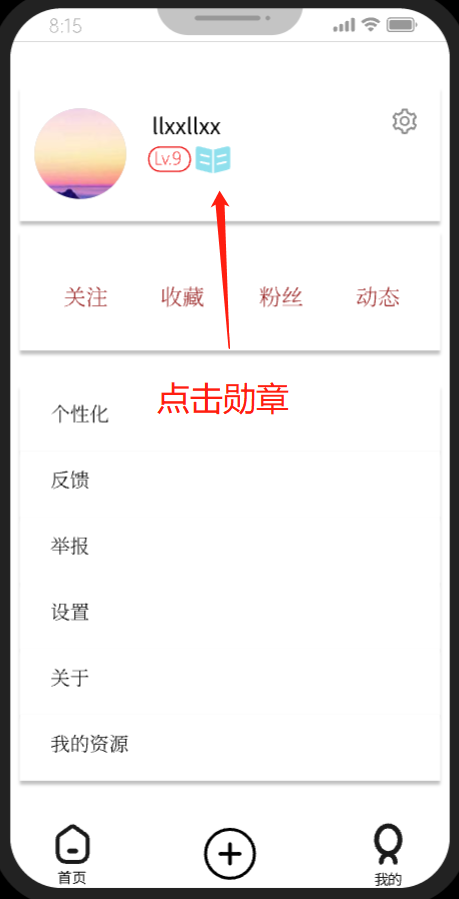 8:15
llxxllxx
Lv.9
关注 收藏 粉丝 动态
点击勋章
个性化
反馈
举报
设置
关于
我的资源
首页 我的